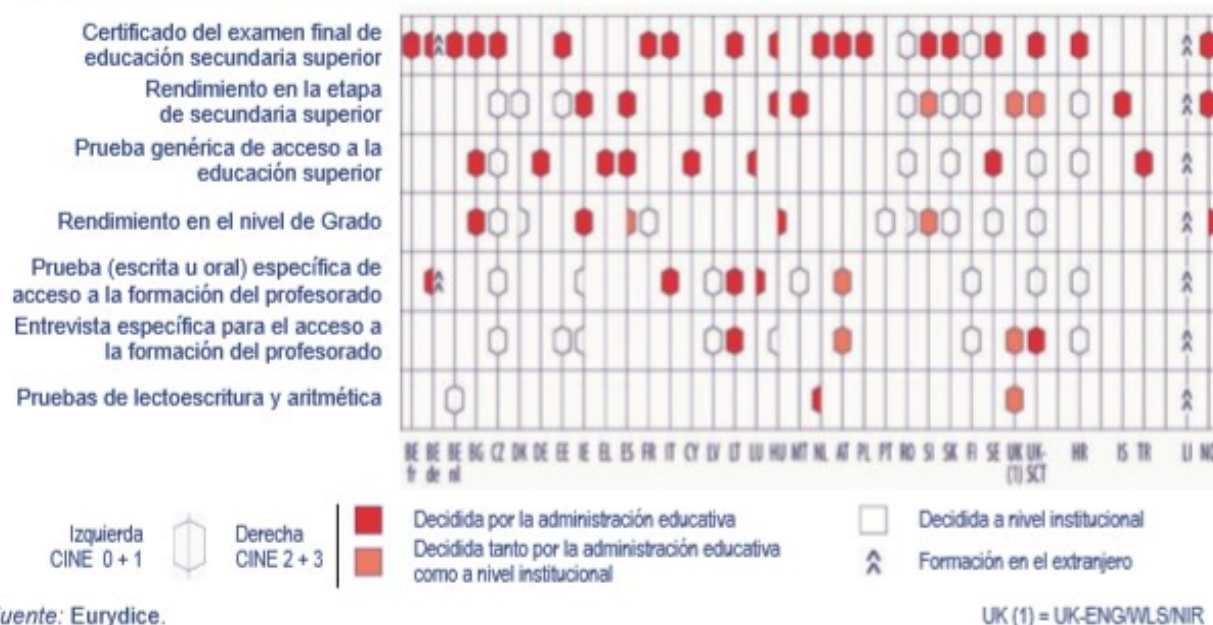 Certificado del examen final de
educación secundaria superior
Rendimiento en la etapa
de secundaria superior
Prueba genérica de acceso a la
educación superior
Rendimiento en el nivel de Grado
Prueba (escrita u oral) específica de
acceso a la formación del profesorado
Entrevista específica para el acceso a
la formación del profesorado
Pruebas de lectoescritura y aritmética
BE BE BE BG CZ DK DE EE IE EL ES FR IT CY LV LT LU HU MT NL AT PL PT RO SI SK FI SE UK UK- HR IS TR LI NO
fr de nl (1) SCT
Izquierda
CINE 0 + 1
Derecha
CINE 2 + 3
Decidida por la administración educativa
Decidida tanto por la administración educativa
como a nivel institucional
Decidida a nivel institucional
Formación en el extranjero
uente: Eurydice.
UK (1) = UK-ENG/WLS/NIR